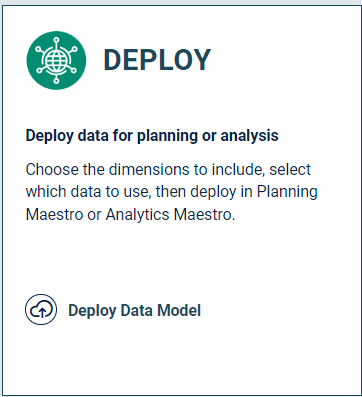 DEPLOY
Deploy data for planning or analysis
Choose the dimensions to include, select
which data to use, then deploy in Planning
Maestro or Analytics Maestro.
Deploy Data Model